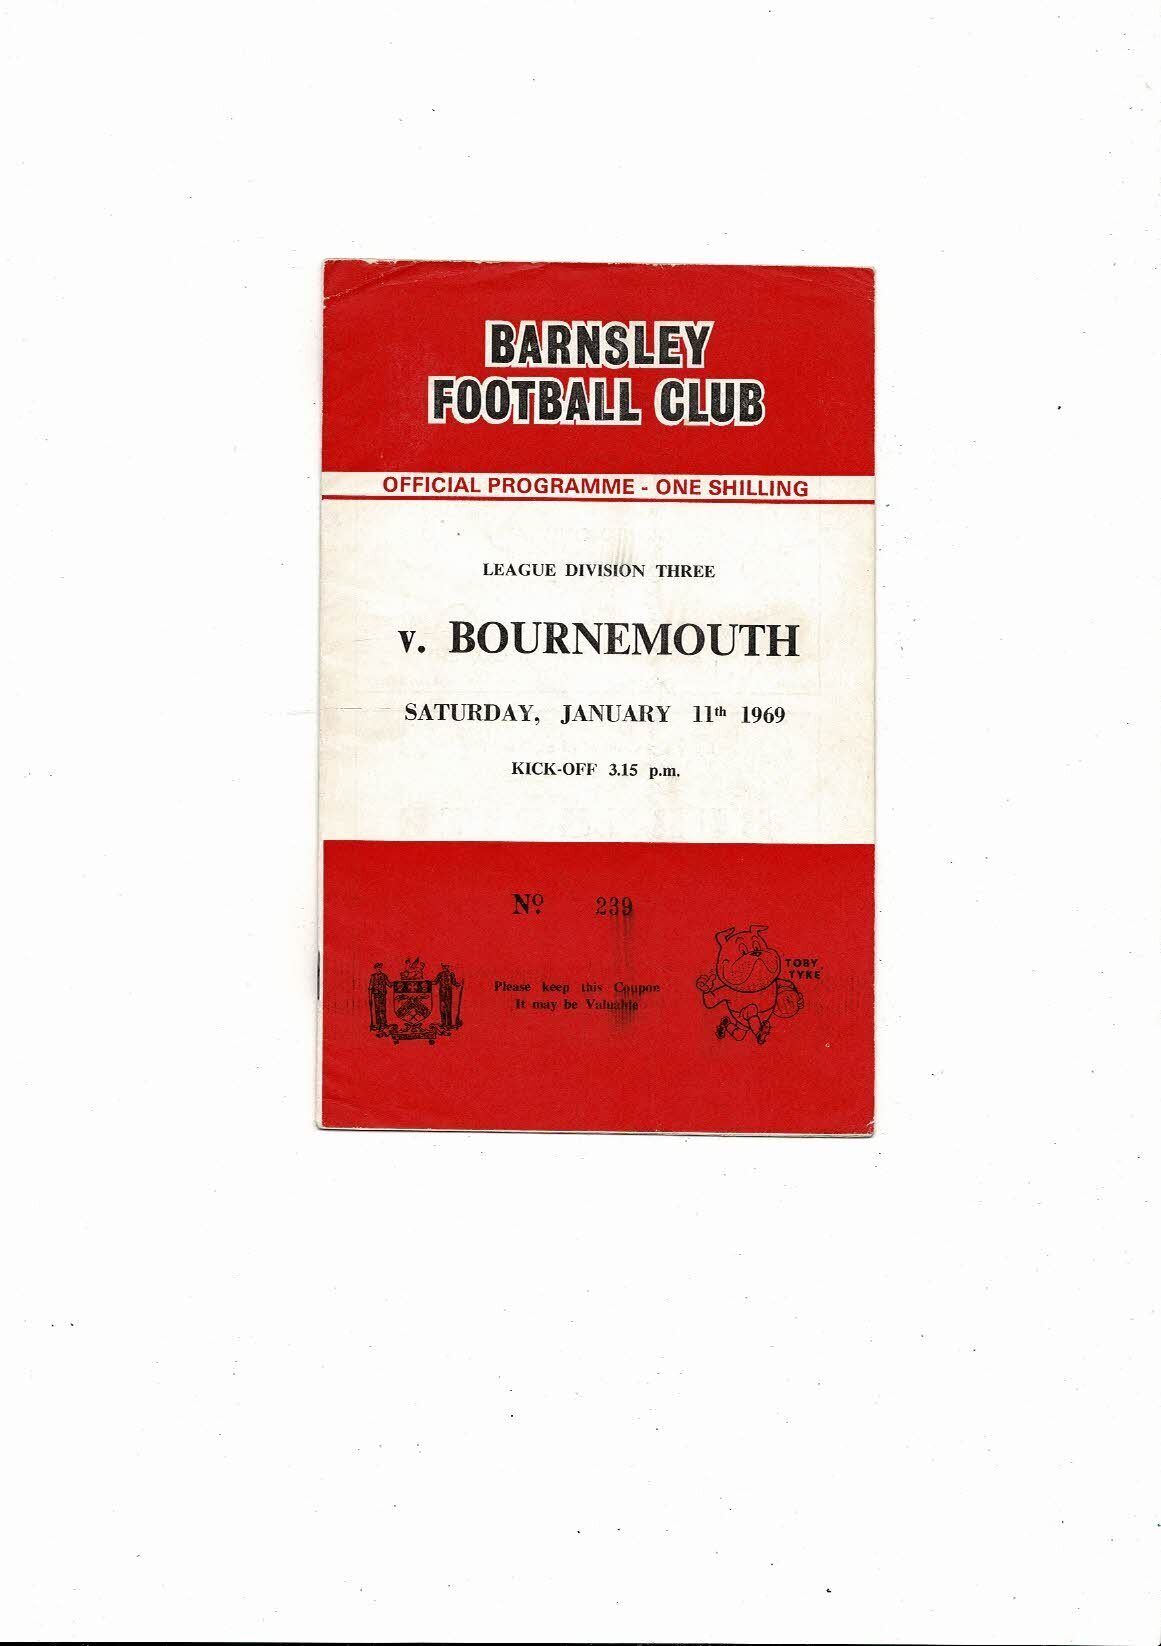 BARNSLEY
FOOTBALL CLUB
OFFICIAL PROGRAMME - ONE SHILLING
LEAGUE DIVISION THREE
v. BOURNEMOUTH
SATURDAY, JANUARY 11th 1969
KICK-OFF 3.15 p.m.
Nº 239
Please keep this Coupon
It may be Valuable
TOBY
TYKE